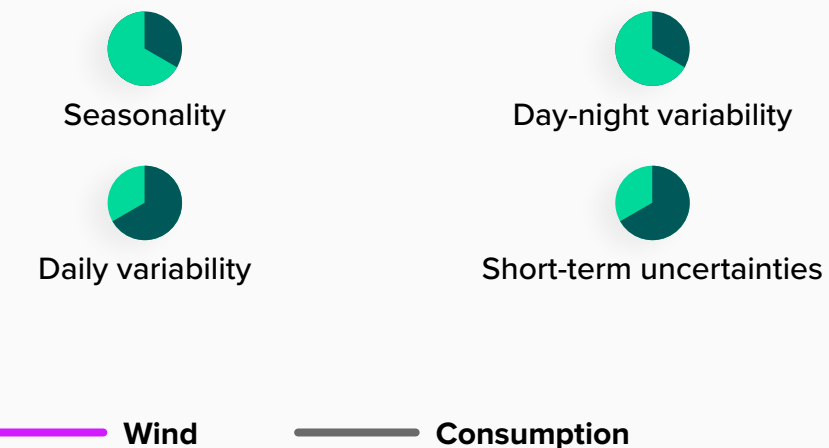 Seasonality
Day-night variability
Daily variability
Short-term uncertainties
Wind
Consumption